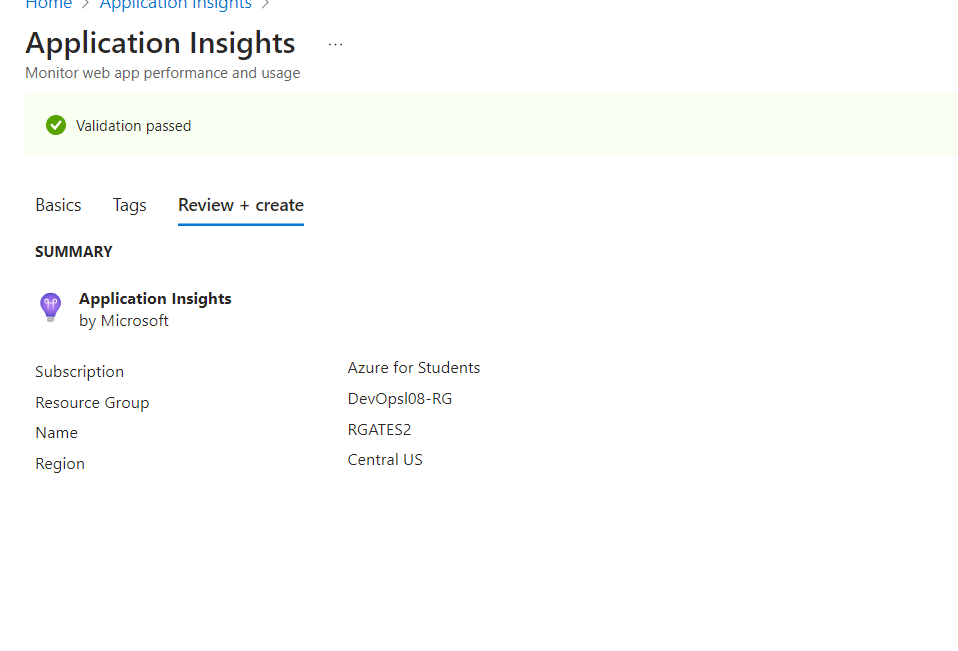 Home > Application Insights >
Application Insights ...
Monitor web app performance and usage
Validation passed
Basics Tags Review + create
SUMMARY
Application Insights
by Microsoft
Subscription Azure for Students
Resource Group DevOpsl08-RG
Name RGATES2
Region Central US